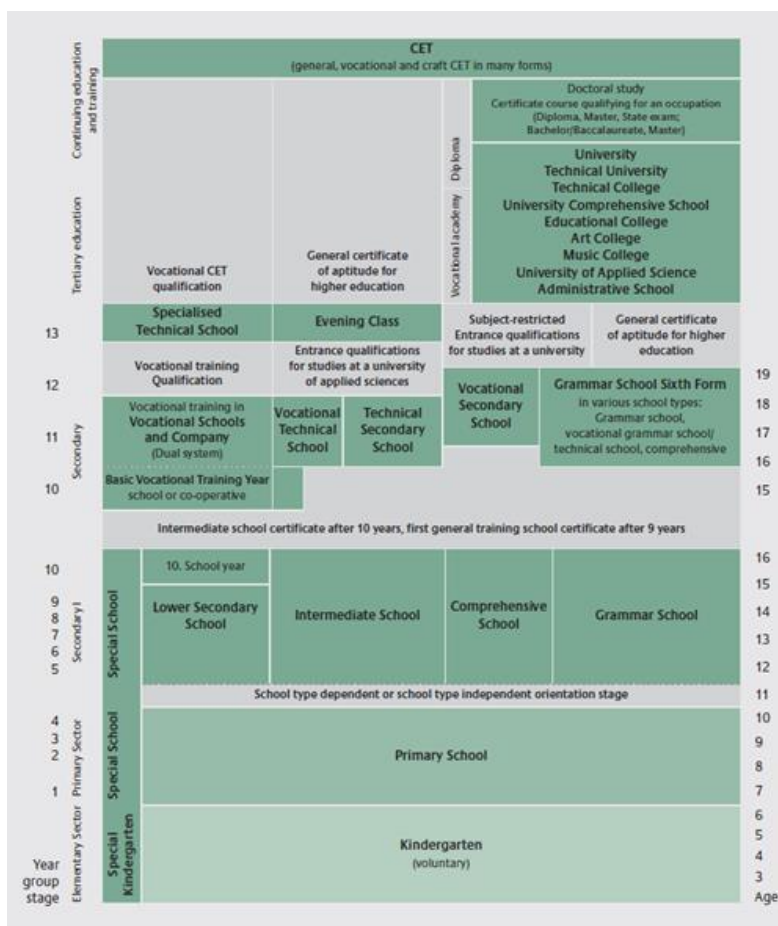 CET
(general, vocational and craft CET in many forms)
Continuing education
and training
Doctoral study
Certificate course qualifying for an occupation
(Diploma, Master, State exam;
Bachelor/Baccalaureate, Master)
Diploma
University
Technical University
Technical College
University Comprehensive School
Educational College
Art College
Music College
University of Applied Science
Administrative School
Vocational academy
Tertiary education
Vocational CET
qualification
General certificate
of aptitude for
higher education
13
Specialised
Technical School
Evening Class
Subject-restricted
Entrance qualifications
for studies at a university
General certificate
of aptitude for higher
education
Vocational training
Qualification
Entrance qualifications
for studies at a university
of applied sciences
12
19
18
17
16
15
Vocational
Secondary
School
Grammar School Sixth Form
in various school types:
Grammar school,
vocational grammar school/
technical school, comprehensive
Secondary
11
Vocational training in
Vocational Schools
and Company
(Dual system)
Vocational
Technical
School
Technical
Secondary
School
10
Basic Vocational Training Year
school or co-operative
Intermediate school certificate after 10 years, first general training school certificate after 9 years
10
9
8
7
6
5
Secondary I
Special School
10. School year
Lower Secondary
School
Intermediate School
Comprehensive
School
Grammar School
16
15
14
13
12
School type dependent or school type independent orientation stage
11
4
3
2
1
Primary Sector
Special School
Primary School
10
9
8
7
Elementary Sector
Special
Kindergarten
Kindergarten
(voluntary)
6
5
4
3
Year
group
stage
Age